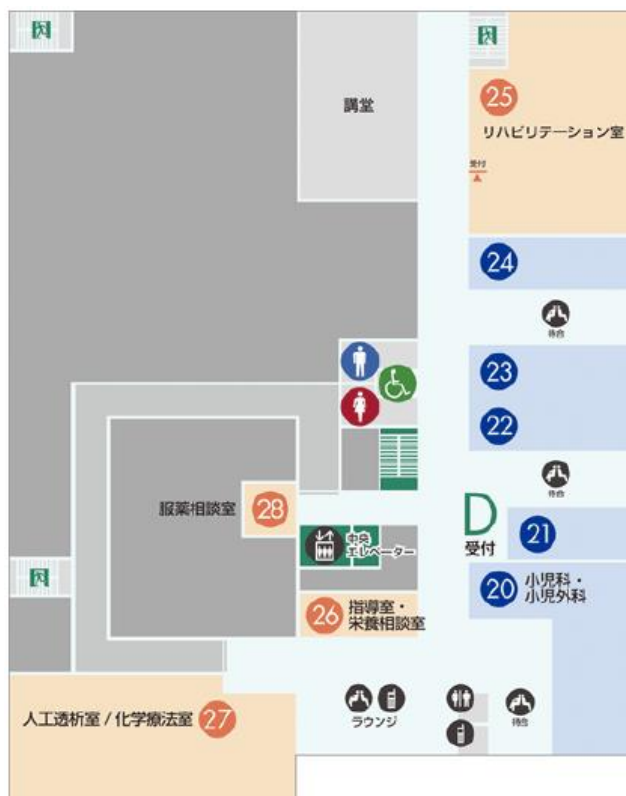 講堂
25
リハビリテーション室
受付
24
待合
23
22
待合
服薬相談室
28
D
受付
21
中央
エレベーター
20
小児科・
小児外科
26
指導室・
栄養相談室
人工透析室 / 化学療法室
27
ラウンジ
待合